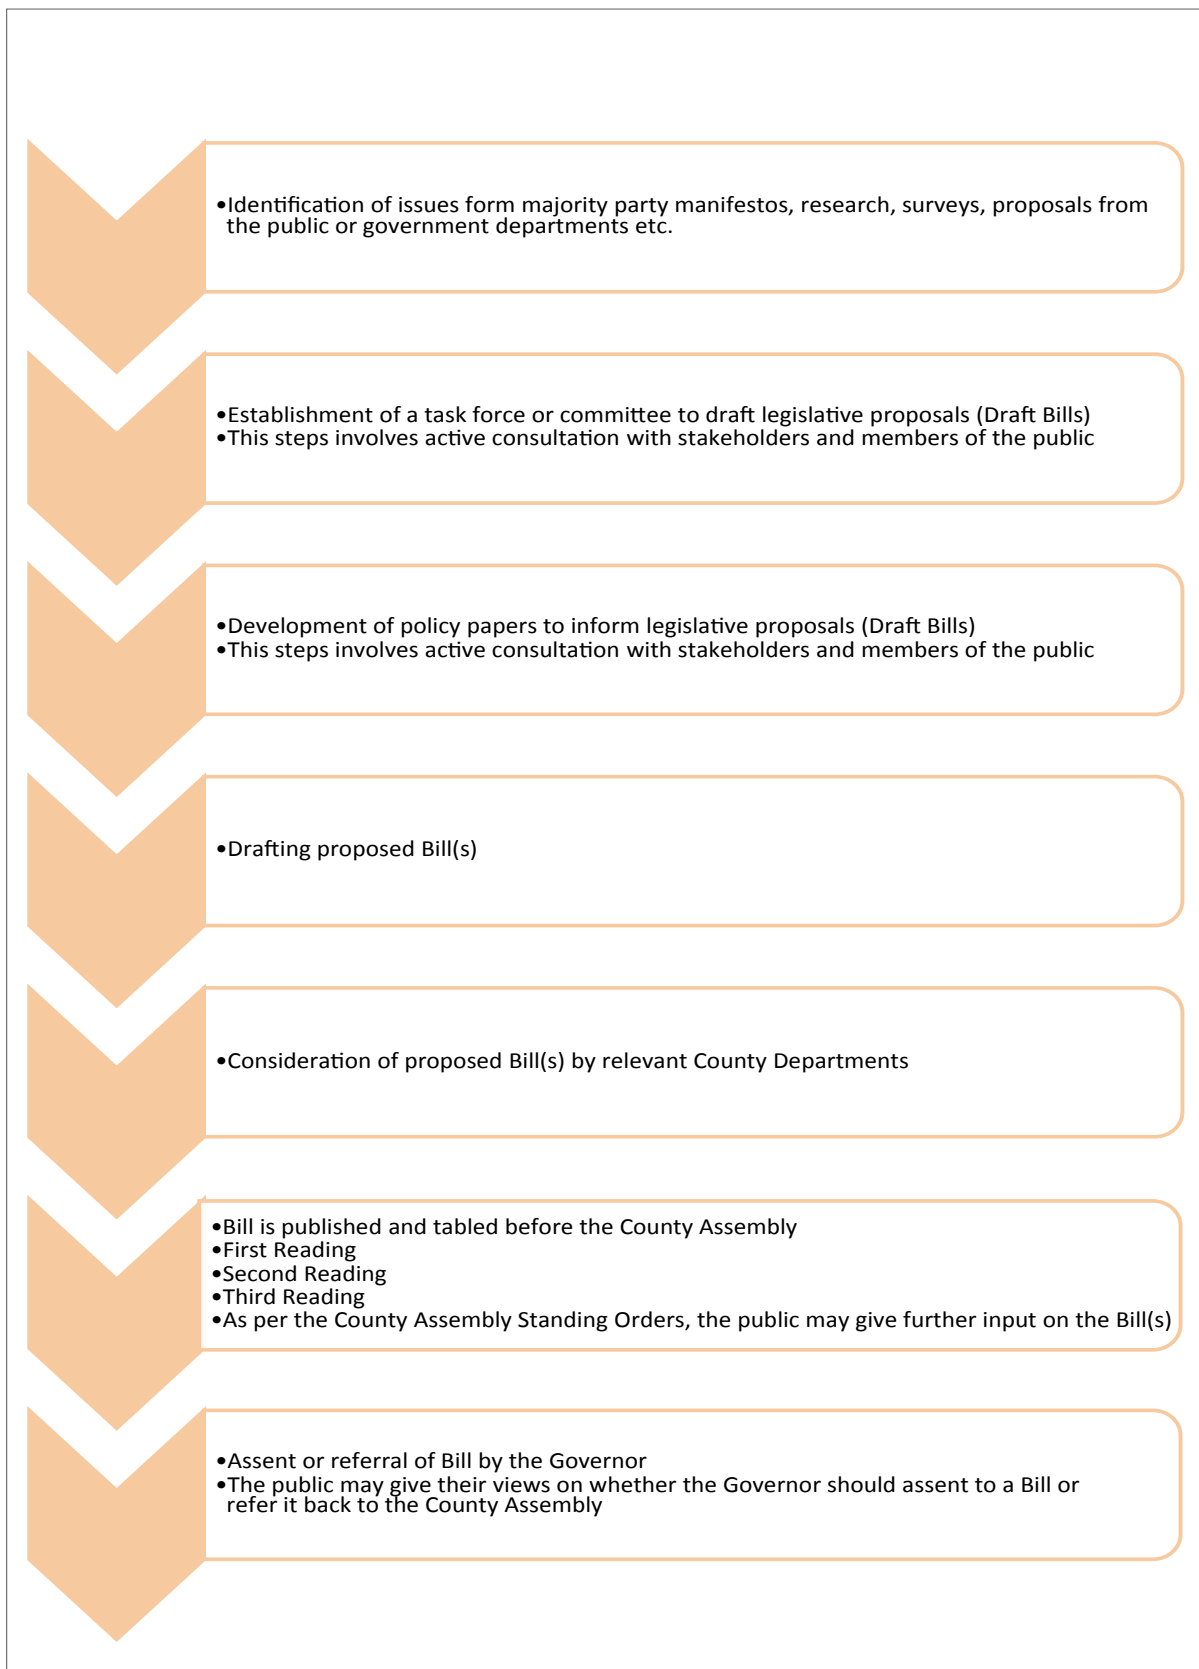 •Identification of issues form majority party manifestos, research, surveys, proposals from
the public or government departments etc.
•Establishment of a task force or committee to draft legislative proposals (Draft Bills)
•This steps involves active consultation with stakeholders and members of the public
•Development of policy papers to inform legislative proposals (Draft Bills)
•This steps involves active consultation with stakeholders and members of the public
•Drafting proposed Bill(s)
•Consideration of proposed Bill(s) by relevant County Departments
•Bill is published and tabled before the County Assembly
•First Reading
•Second Reading
•Third Reading
•As per the County Assembly Standing Orders, the public may give further input on the Bill(s)
•Assent or referral of Bill by the Governor
•The public may give their views on whether the Governor should assent to a Bill or
refer it back to the County Assembly